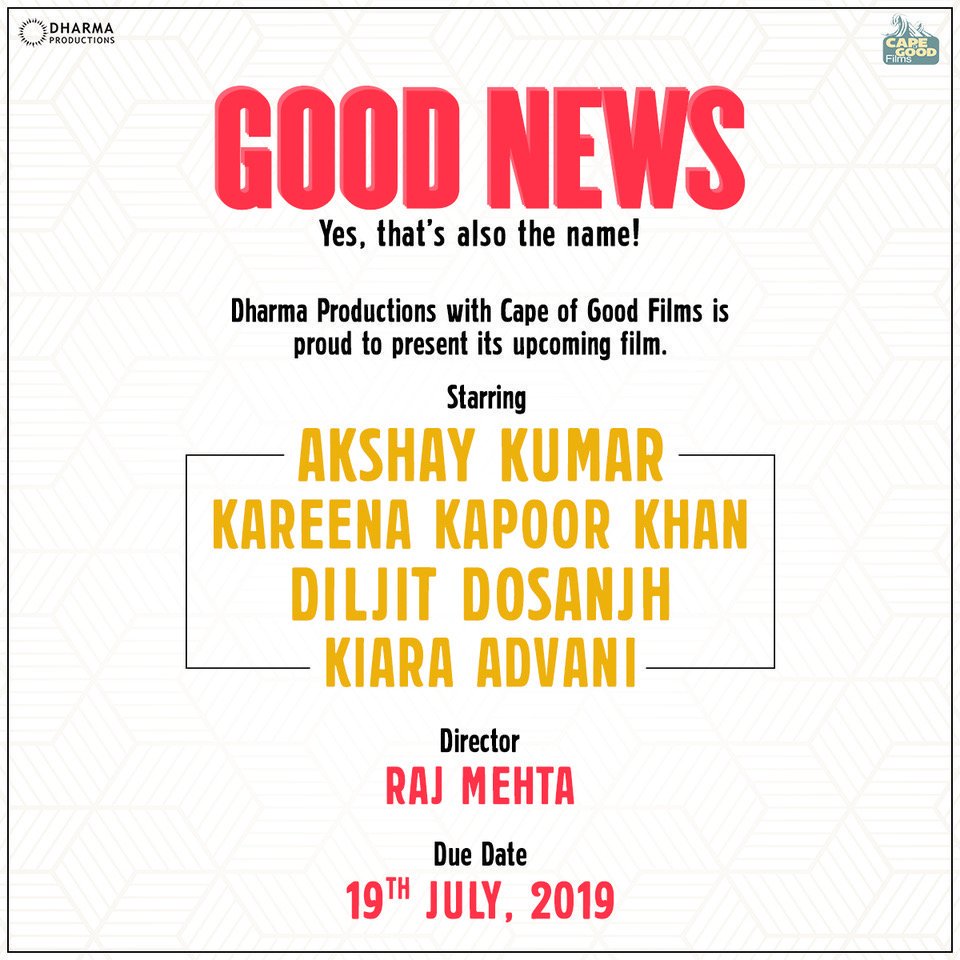 DHARMA
PRODUCTIONS
CAPE OF
GOOD
Films
GOOD NEWS
Yes, that's also the name!
Dharma Productions with Cape of Good Films is
proud to present its upcoming film.
Starring
AKSHAY KUMAR
KAREENA KAPOOR KHAN
DILJIT DOSANJH
KIARA ADVANI
Director
RAJ MEHTA
Due Date
19TH JULY, 2019